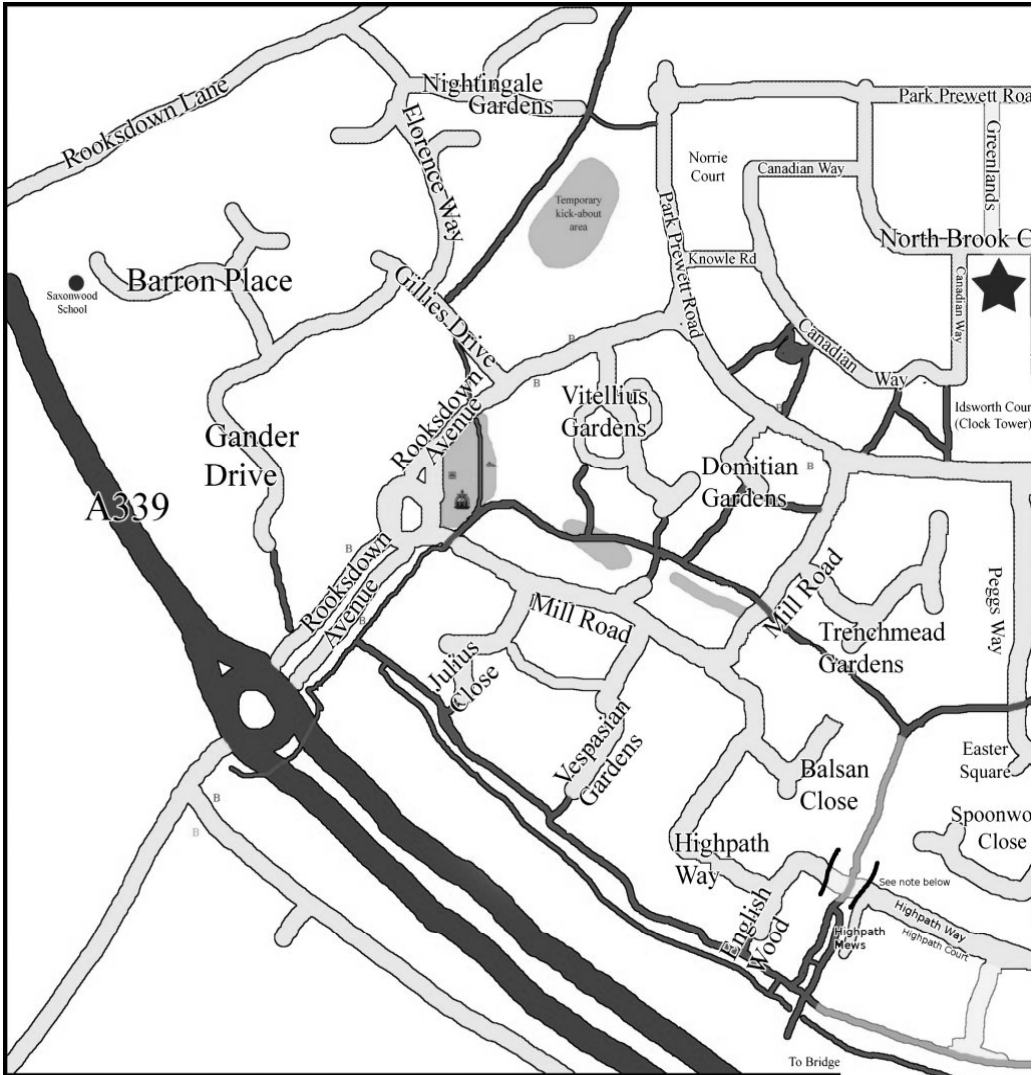 Rooksdown Lane
Nightingale
Gardens
Florence Way
Park Prewett Roa
Greenlands
Norrie
Court
Canadian Way
Temporary
kick-about
area
Park Prewett Road
North Brook C
Knowle Rd
Saxonwood
School
Barron Place
Gillies Drive
Canadian
Way
Canadian Way
B
B
Rooksdown
Avenue
Vitellius
Gardens
B
Idsworth Cour
(Clock Tower)
Gander
Drive
Domitian
Gardens
B
A339
B
Rooksdown
Avenue
B
Mill Road
Mill Road
Peggs Way
Trenchmead
Gardens
Julius
Close
Vespasian
Gardens
Easter
Square
Balsan
Close
B
B
Spoonwo
Close
Highpath
Way
See note below
English
Wood
Highpath Way
Highpath Court
Highpath
Mews
To Bridge